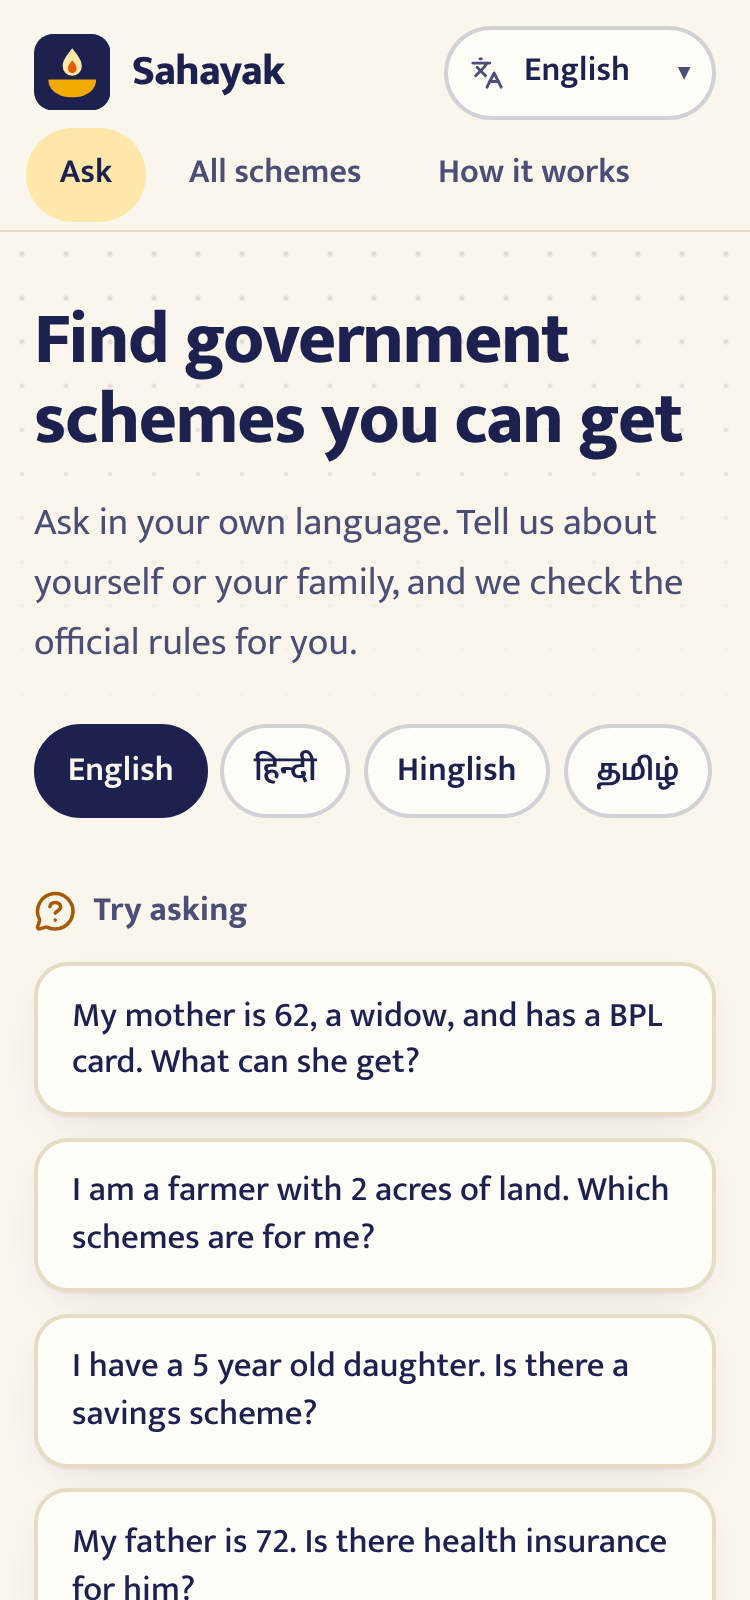 Sahayak
English
Ask
All schemes
How it works
Find government
schemes you can get
Ask in your own language. Tell us about
yourself or your family, and we check the
official rules for you.
English
हिन्दी
Hinglish
தமிழ்
Try asking
My mother is 62, a widow, and has a BPL
card. What can she get?
I am a farmer with 2 acres of land. Which
schemes are for me?
I have a 5 year old daughter. Is there a
savings scheme?
My father is 72. Is there health insurance
for him?